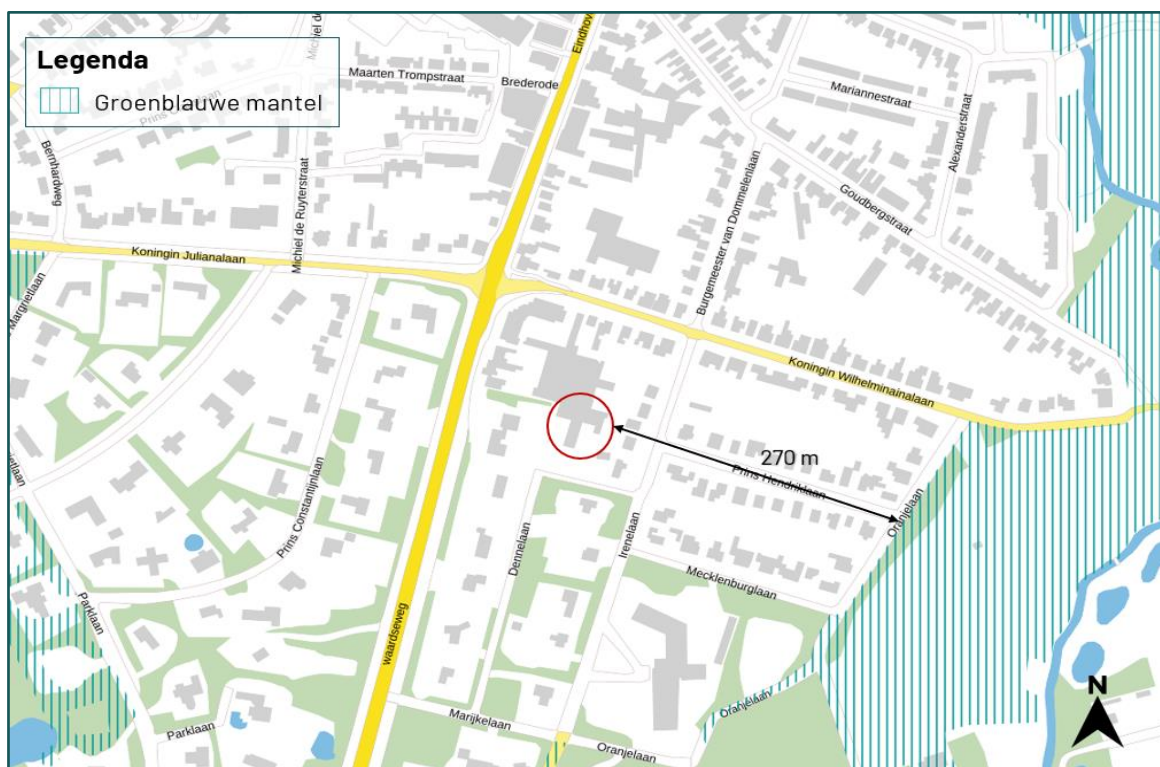 Legenda
Groenblauwe mantel
Maarten Trompstraat
Brederode
Mariannestraat
Alexanderstraat
Bernhardweg
Michiel de Ruyterstraat
Burgemeester van Dommelenlaan
Goudbergstraat
Koningin Julianalaan
Koningin Wilhelminainalaan
270 m
Prins Hendriklaan
Oranjelaan
Prins Constantijnlaan
Dennelaan
Irenelaan
Mecklenburglaan
Parklaan
waardseweg
Oranjelaan
Marijkelaan
Parklaan
Oranjelaan
N